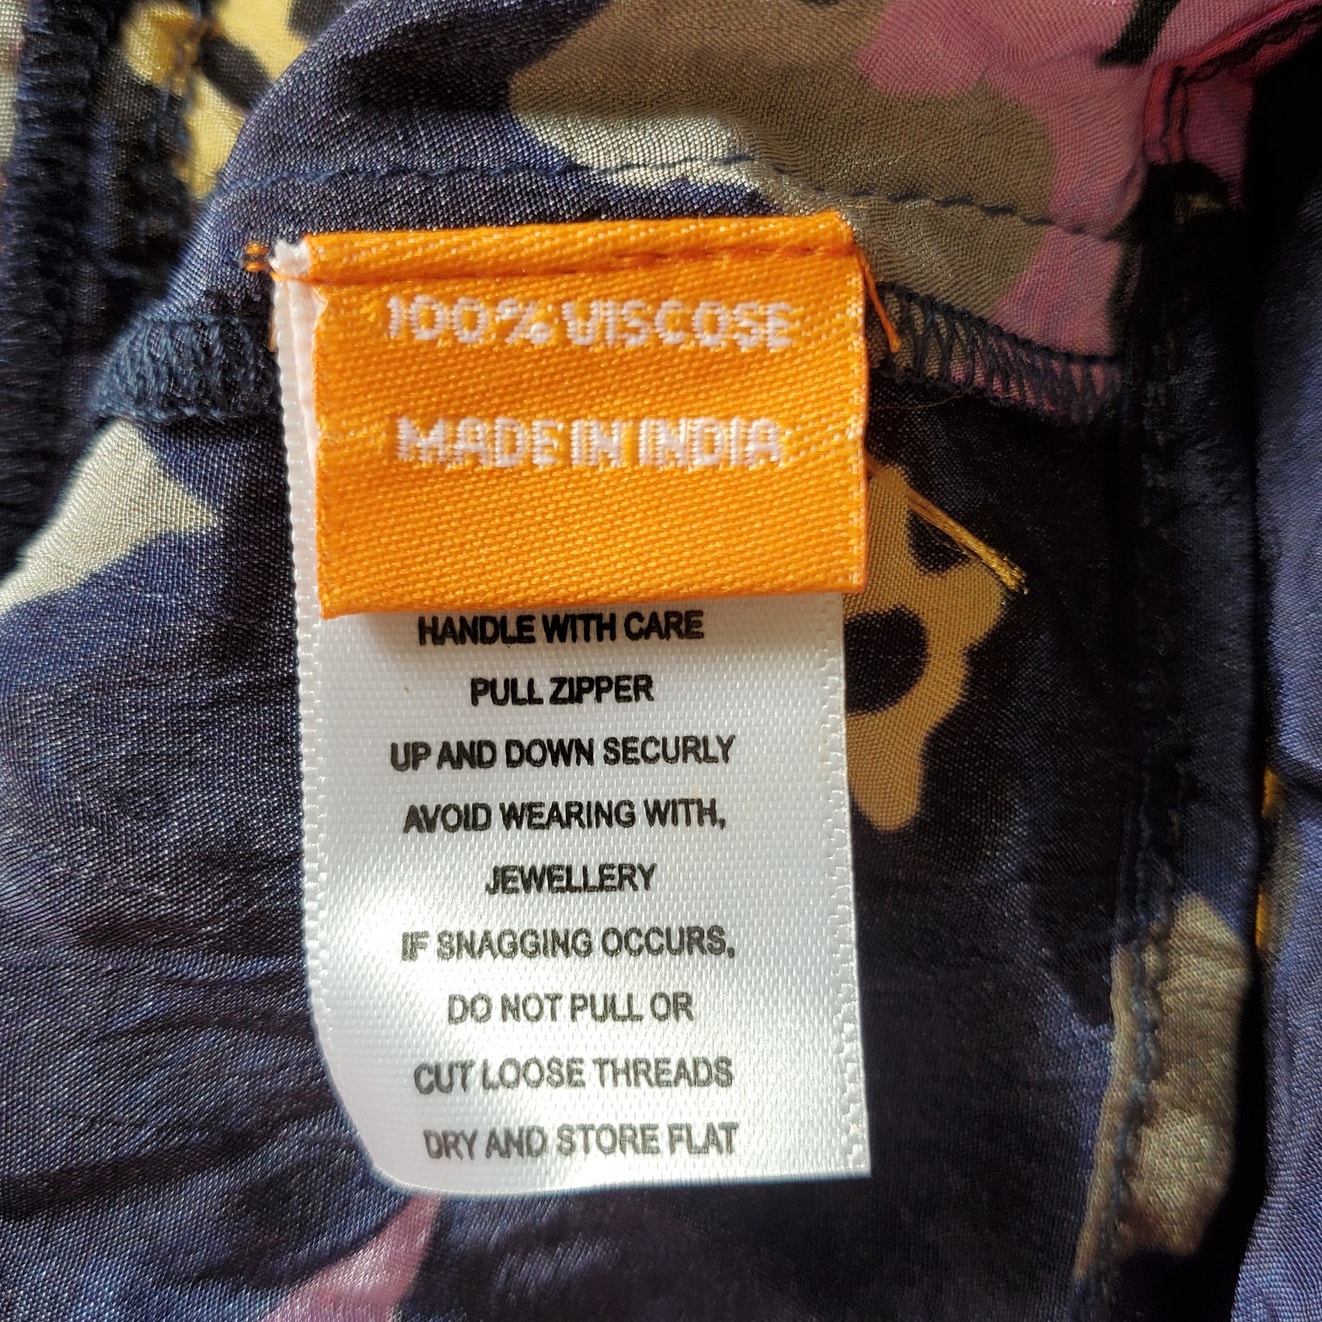 100% VISCOSE
MADE IN INDIA
HANDLE WITH CARE
PULL ZIPPER
UP AND DOWN SECURLY
AVOID WEARING WITH,
JEWELLERY
IF SNAGGING OCCURS,
DO NOT PULL OR
CUT LOOSE THREADS
DRY AND STORE FLAT